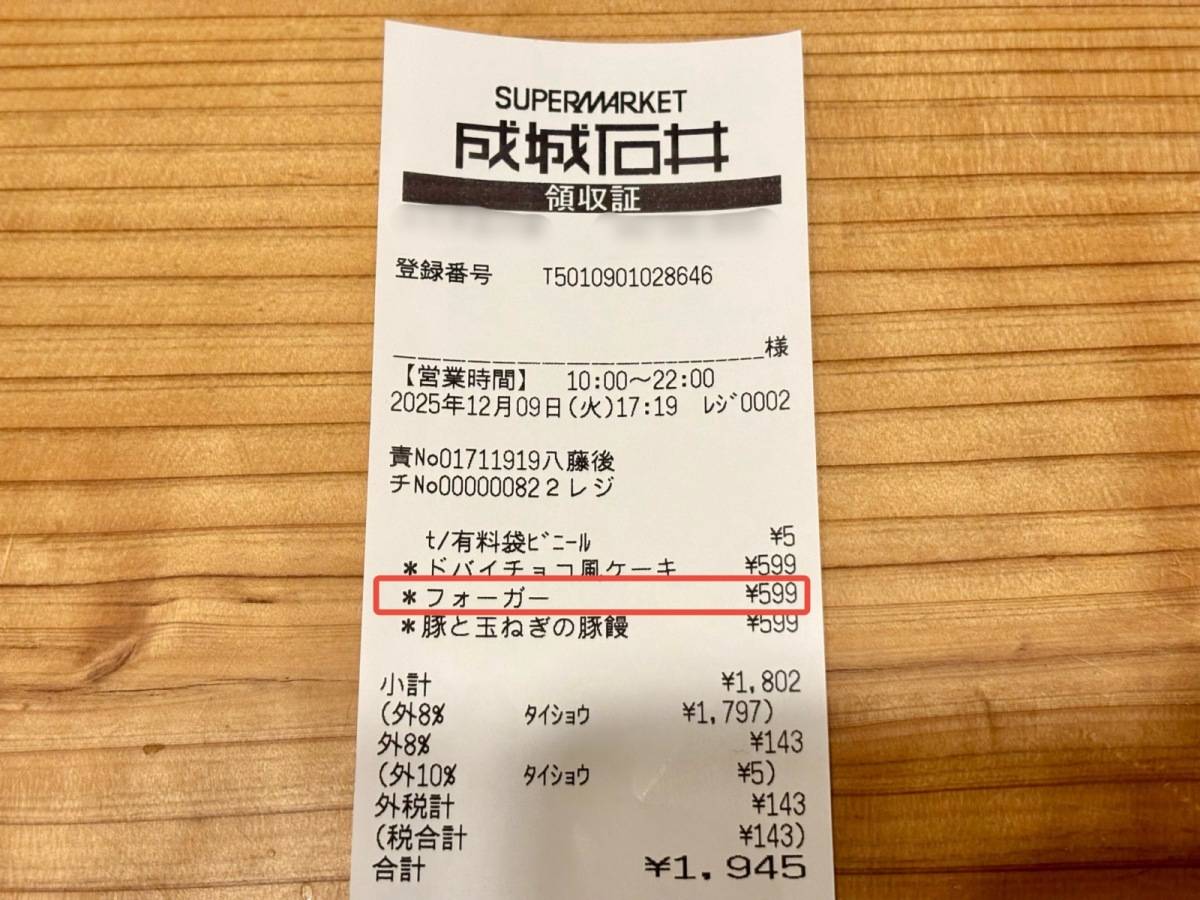 SUPERMARKET
成城石井
領収証
登録番号 T5010901028646
様
【営業時間】 10:00〜22:00
2025年12月09日(火)17:19 ﾚｼﾞ0002
責No01711919八藤後
チNo000000822レジ
t/有料袋ﾋﾞﾆｰﾙ ¥5
*ドバイチョコ風ケーキ ¥599
*フォーガー ¥599
*豚と玉ねぎの豚饅 ¥599
小計 ¥1,802
(外8% ﾀｲｼｮｳ ¥1,797)
外8% ¥143
(外10% ﾀｲｼｮｳ ¥5)
外税計 ¥143
(税合計 ¥143)
合計 ¥1,945